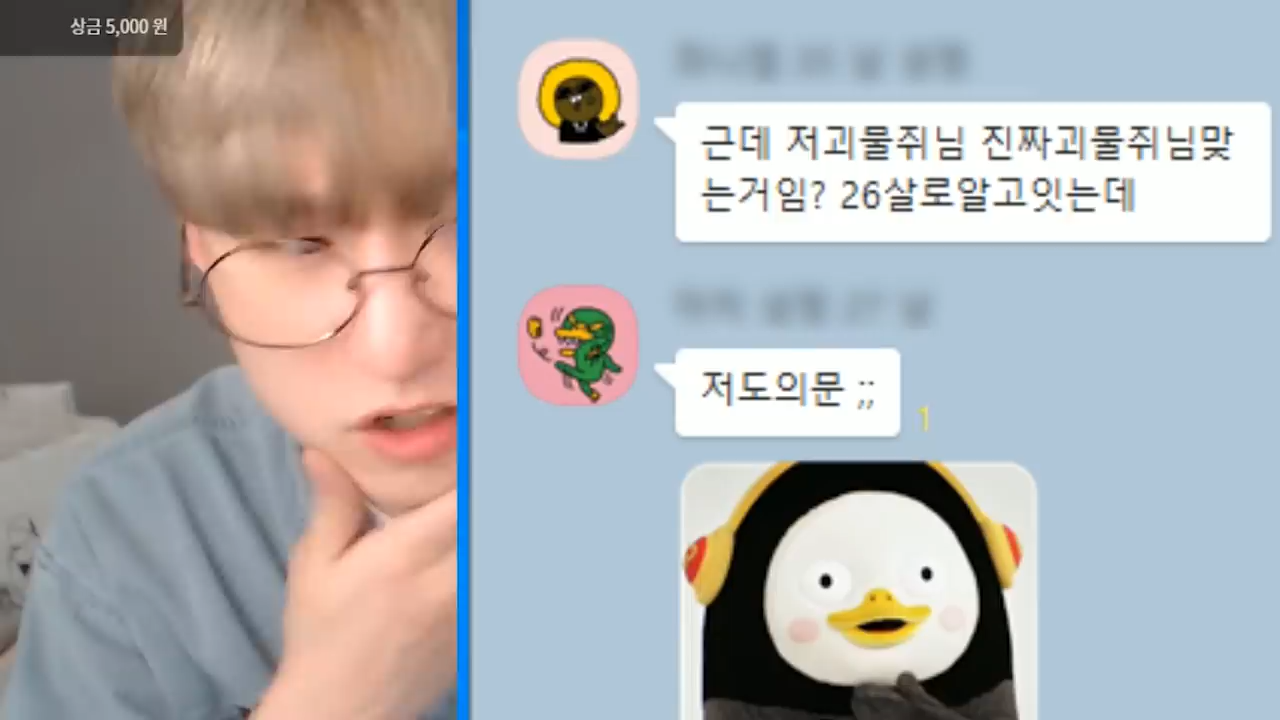 상금 5,000 원
근데 저괴물쥐님 진짜괴물쥐님맞
는거임? 26살로알고잇는데
저도의문 ;;
1